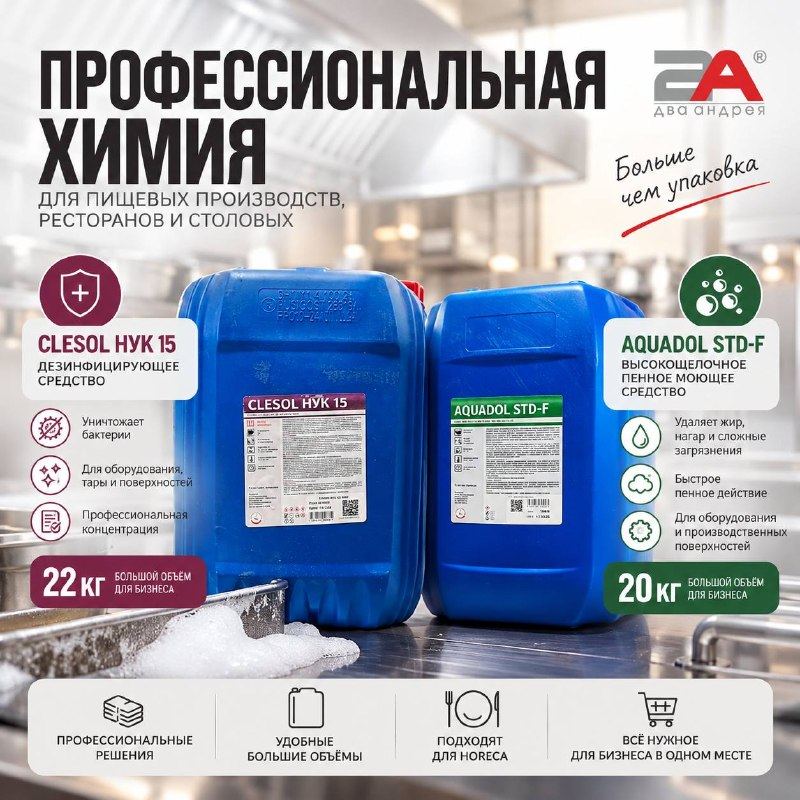 ПРОФЕССИОНАЛЬНАЯ
ХИМИЯ
ДЛЯ ПИЩЕВЫХ ПРОИЗВОДСТВ,
РЕСТОРАНОВ И СТОЛОВЫХ
2А®
два андрея
Больше
чем упаковка
CLESOL НУК 15
ДЕЗИНФИЦИРУЮЩЕЕ
СРЕДСТВО
Уничтожает
бактерии
Для оборудования,
тары и поверхностей
Профессиональная
концентрация
22 КГ
БОЛЬШОЙ ОБЪЁМ
ДЛЯ БИЗНЕСА
CLESOL НУК 15
AQUADOL STD-F
AQUADOL STD-F
ВЫСОКОЩЕЛОЧНОЕ
ПЕННОЕ МОЮЩЕЕ
СРЕДСТВО
Удаляет жир,
нагар и сложные
загрязнения
Быстрое
пенное действие
Для оборудования
и производственных
поверхностей
20 КГ
БОЛЬШОЙ ОБЪЁМ
ДЛЯ БИЗНЕСА
ПРОФЕССИОНАЛЬНЫЕ
РЕШЕНИЯ
УДОБНЫЕ
БОЛЬШИЕ ОБЪЁМЫ
ПОДХОДЯТ
ДЛЯ HORECA
ВСЁ НУЖНОЕ
ДЛЯ БИЗНЕСА В ОДНОМ МЕСТЕ